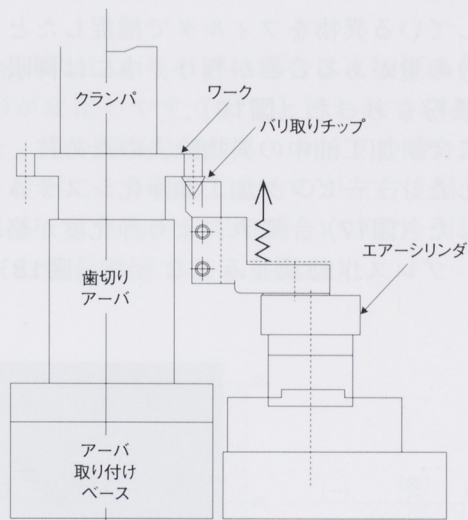 クランパ
ワーク
バリ取りチップ
エアーシリンダ
歯切り
アーバ
アーバ
取り付け
ベース